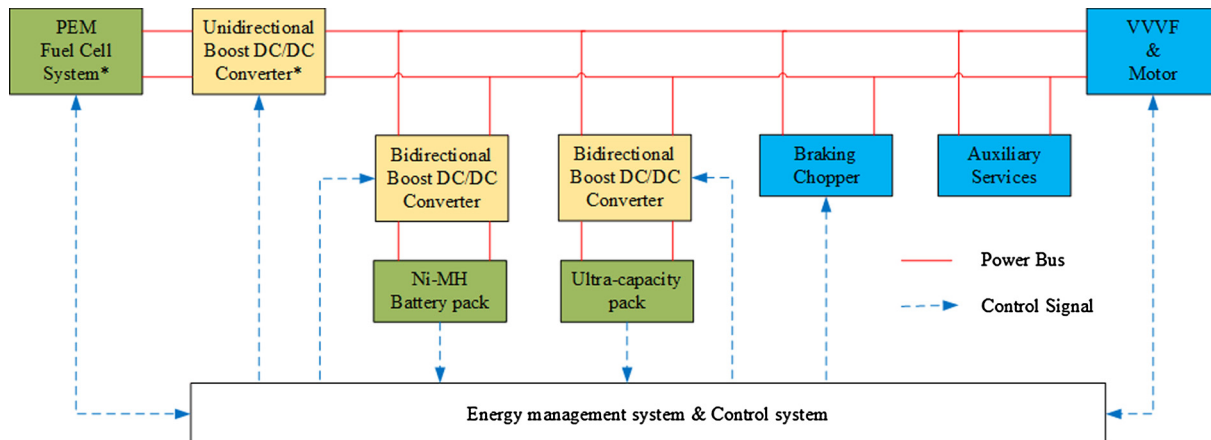 PEM
Fuel Cell
System*
Unidirectional
Boost DC/DC
Converter*
VVVF
&
Motor
Bidirectional
Boost DC/DC
Converter
Bidirectional
Boost DC/DC
Converter
Braking
Chopper
Auxiliary
Services
Ni-MH
Battery pack
Ultra-capacity
pack
Power Bus
Control Signal
Energy management system & Control system